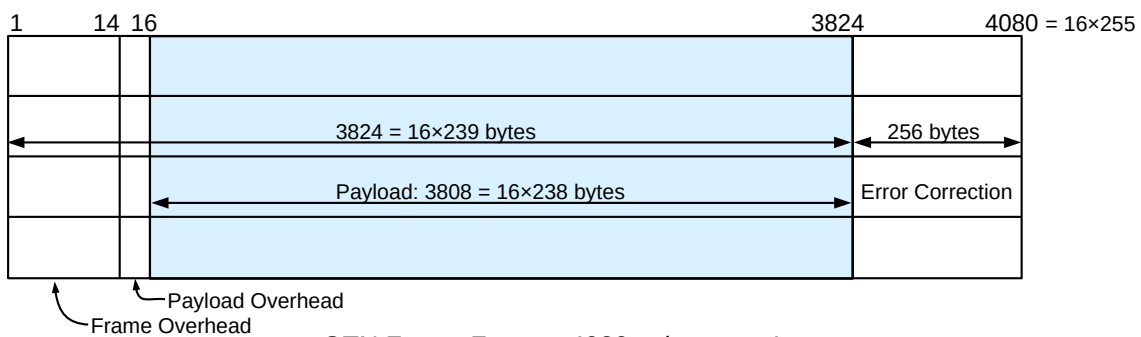 1 14 16 3824 4080 = 16×255
3824 = 16×239 bytes 256 bytes
Payload: 3808 = 16×238 bytes Error Correction
Payload Overhead
Frame Overhead